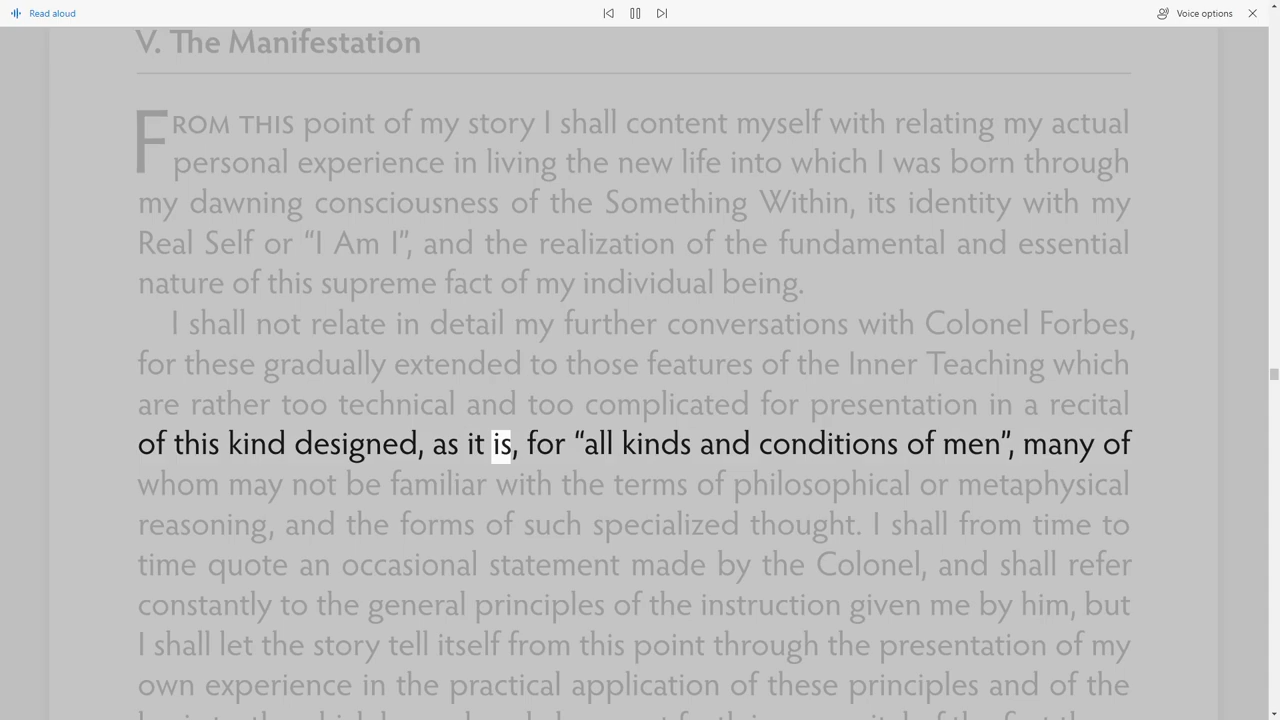 Read aloud
Voice options
V. The Manifestation
FROM THIS point of my story I shall content myself with relating my actual
personal experience in living the new life into which I was born through
my dawning consciousness of the Something Within, its identity with my
Real Self or “I Am I”, and the realization of the fundamental and essential
nature of this supreme fact of my individual being.
I shall not relate in detail my further conversations with Colonel Forbes,
for these gradually extended to those features of the Inner Teaching which
are rather too technical and too complicated for presentation in a recital
of this kind designed, as it is, for “all kinds and conditions of men”, many of
whom may not be familiar with the terms of philosophical or metaphysical
reasoning, and the forms of such specialized thought. I shall from time to
time quote an occasional statement made by the Colonel, and shall refer
constantly to the general principles of the instruction given me by him, but
I shall let the story tell itself from this point through the presentation of my
own experience in the practical application of these principles and of the